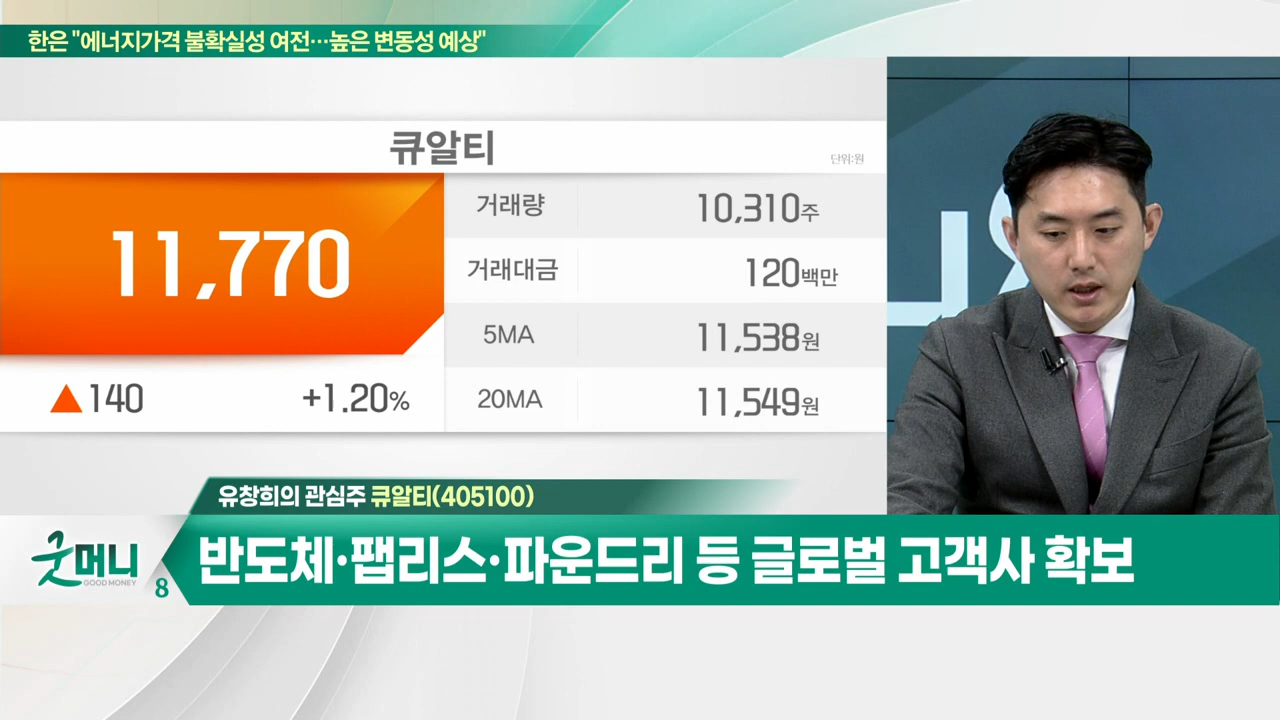 한은 "에너지가격 불확실성 여전…높은 변동성 예상"
큐알티
단위:원
11,770
▲140 +1.20%
거래량 10,310주
거래대금 120백만
5MA 11,538원
20MA 11,549원
유창희의 관심주 큐알티(405100)
굿머니
GOOD MONEY
8
반도체·팹리스·파운드리 등 글로벌 고객사 확보